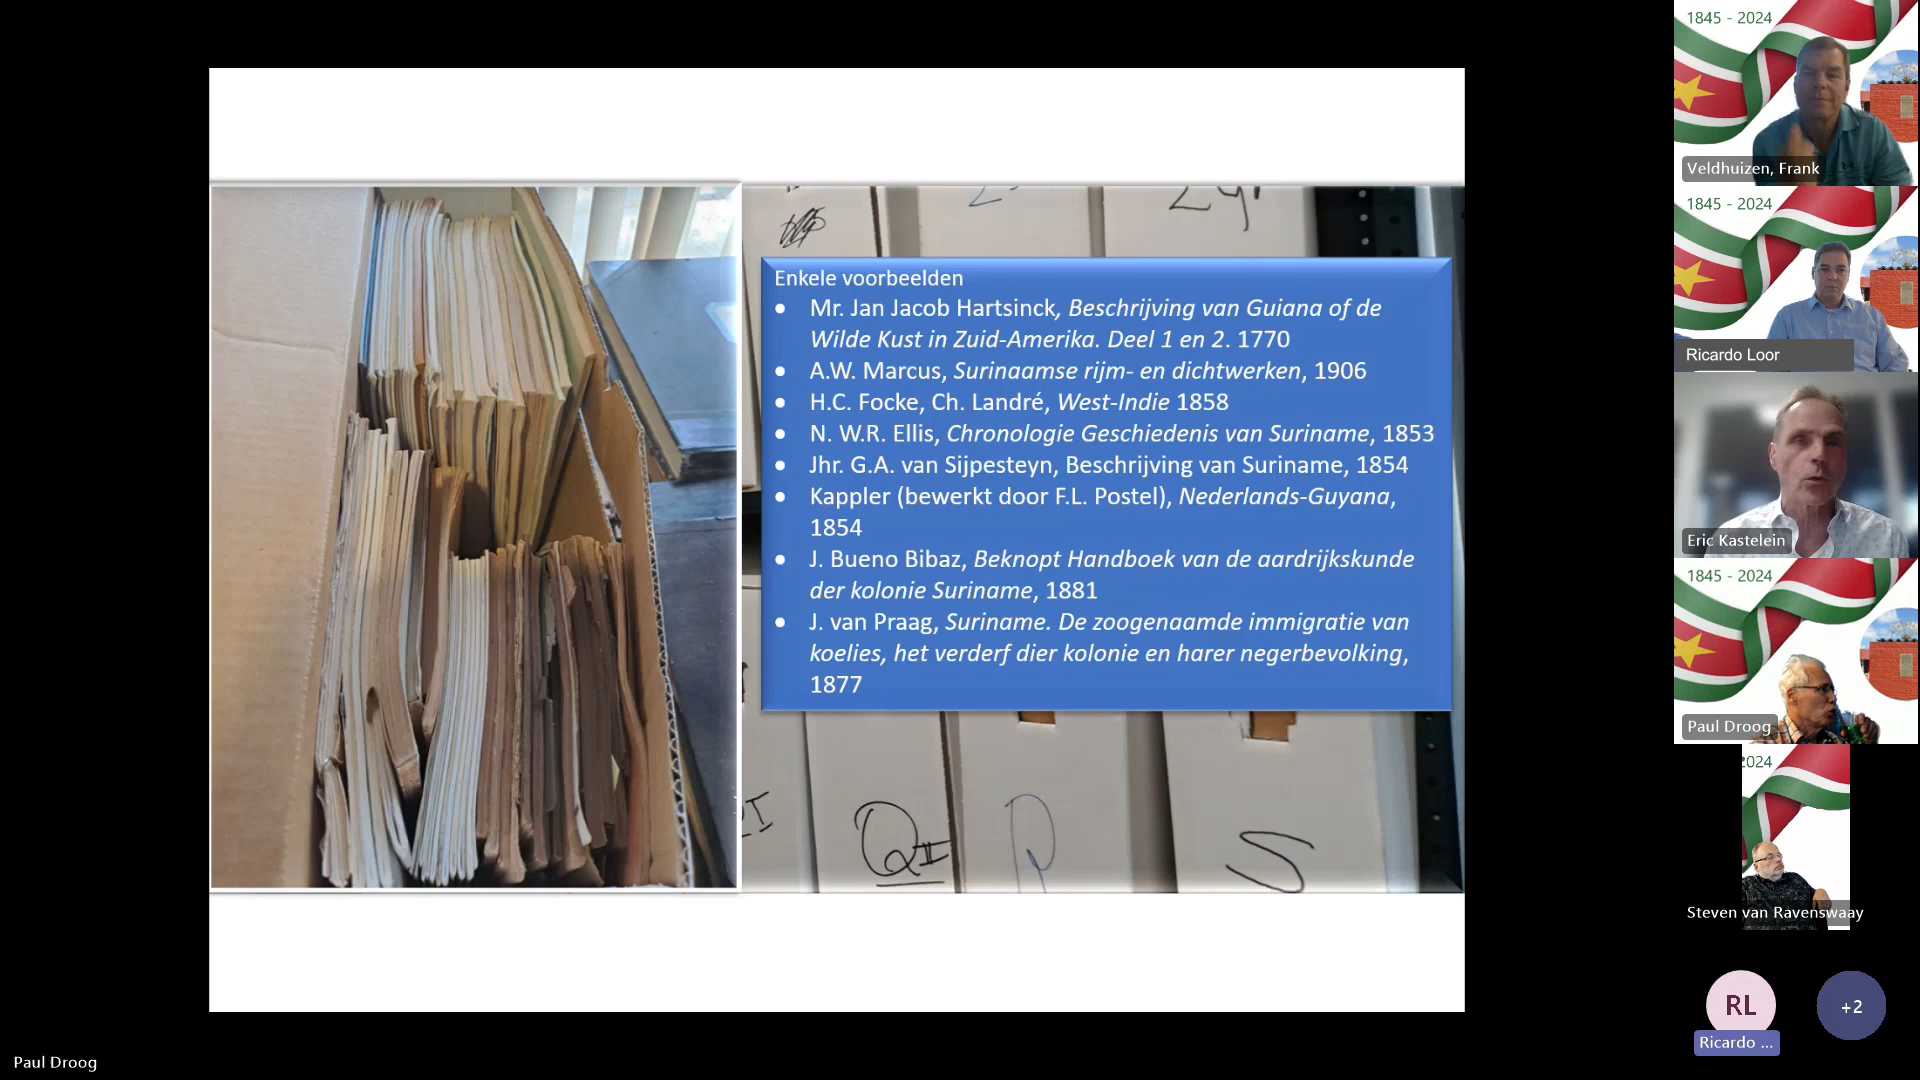 Enkele voorbeelden
Mr. Jan Jacob Hartsinck, Beschrijving van Guiana of de
Wilde Kust in Zuid-Amerika. Deel 1 en 2. 1770
A.W. Marcus, Surinaamse rijm- en dichtwerken, 1906
H.C. Focke, Ch. Landré, West-Indie 1858
N. W.R. Ellis, Chronologie Geschiedenis van Suriname, 1853
Jhr. G.A. van Sijpesteyn, Beschrijving van Suriname, 1854
Kappler (bewerkt door F.L. Postel), Nederlands-Guyana,
1854
J. Bueno Bibaz, Beknopt Handboek van de aardrijkskunde
der kolonie Suriname, 1881
J. van Praag, Suriname. De zoogenaamde immigratie van
koelies, het verderf dier kolonie en harer negerbevolking,
1877
QII
S
1845 - 2024
Veldhuizen, Frank
1845 - 2024
Ricardo Loor
Eric Kastelein
1845 - 2024
Paul Droog
2024
Steven van Ravenswaay
RL
+2
Ricardo ...
Paul Droog